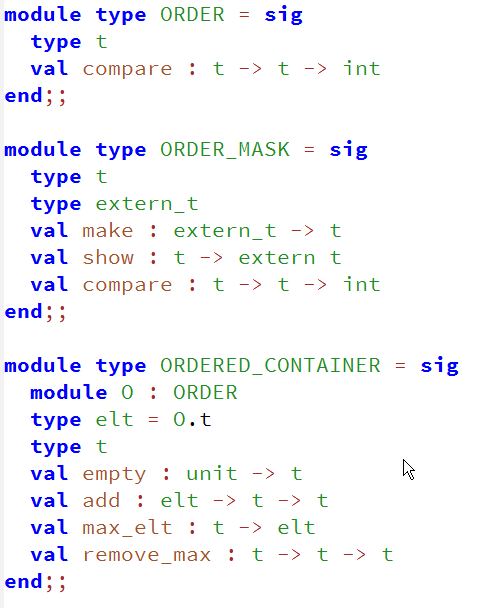 module type ORDER = sig
type t
val compare : t -> t -> int
end;;
module type ORDER_MASK = sig
type t
type extern_t
val make : extern_t -> t
val show : t -> extern t
val compare : t -> t -> int
end;;
module type ORDERED_CONTAINER = sig
module O : ORDER
type elt = O.t
type t
val empty : unit -> t
val add : elt -> t -> t
val max_elt : t -> elt
val remove_max : t -> t -> t
end;;